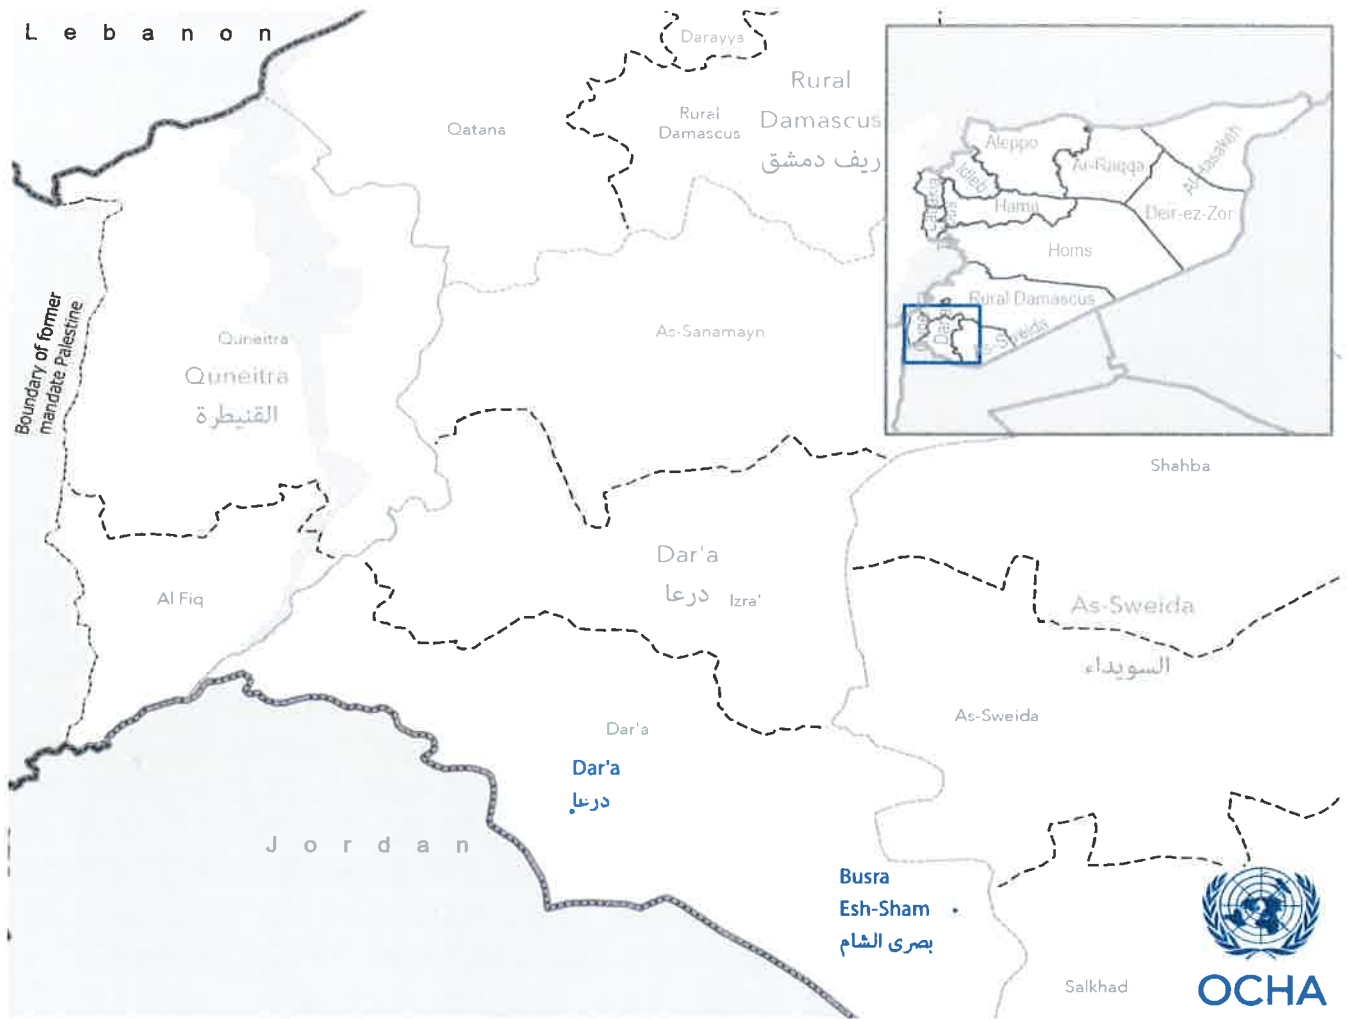 Lebanon
Darayya
Rural
Damascus
ريف دمشق
Rural
Damascus
Qatana
Aleppo
Ar-Raqqa
Al-Hasakeh
Idleb
Hama
Deir-ez-Zor
Homs
Rural Damascus
As-Sweida
Boundary of former
mandate Palestine
Quneitra
Quneitra
القنيطرة
As-Sanamayn
Shahba
Dar'a
درعا
Izra'
Al Fiq
As-Sweida
السويداء
As-Sweida
Dar'a
Dar'a
درعا
Jordan
Busra
Esh-Sham
بصرى الشام
Salkhad
OCHA